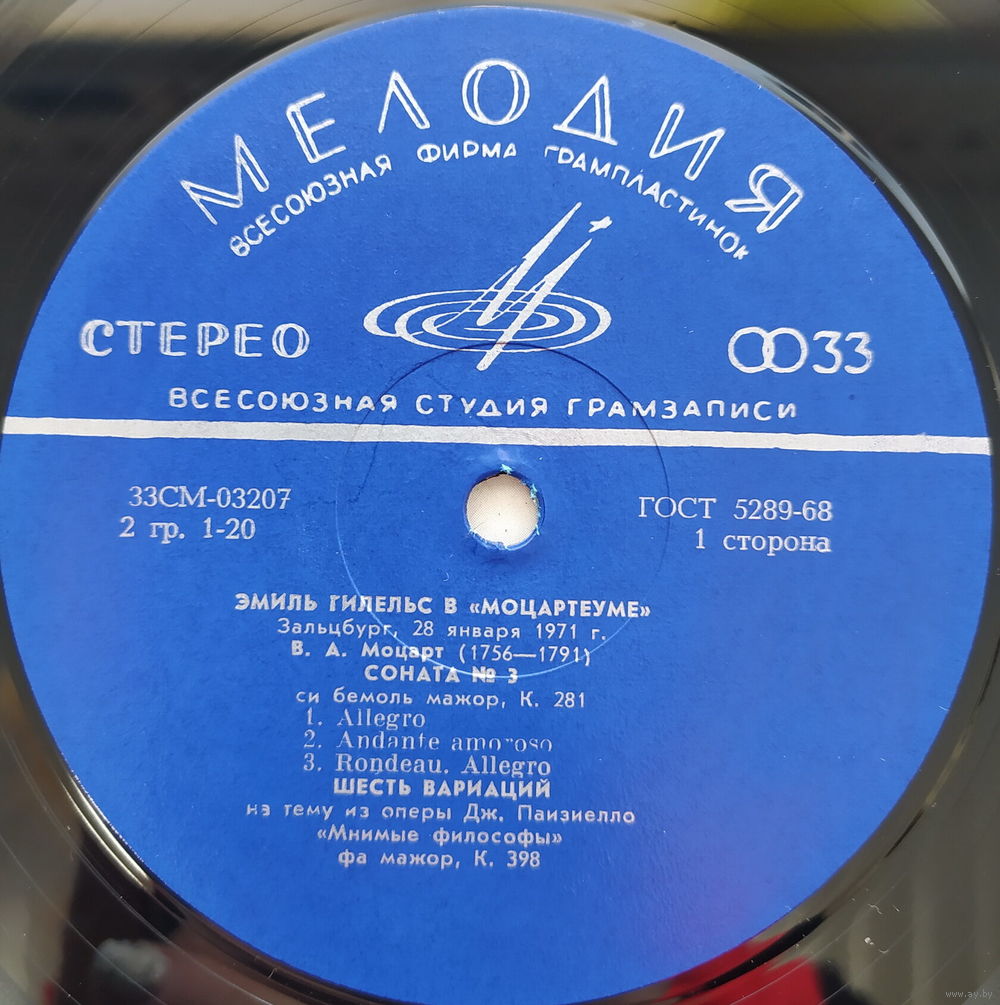 МЕЛОДИЯ
ВСЕСОЮЗНАЯ ФИРМА ГРАМПЛАСТИНОК
СТЕРЕО
33
ВСЕСОЮЗНАЯ СТУДИЯ ГРАМЗАПИСИ
33СМ-03207
2 гр. 1-20
ГОСТ 5289-68
1 сторона
ЭМИЛЬ ГИЛЕЛЬС В «МОЦАРТЕУМЕ»
Зальцбург, 28 января 1971 г.
В. А. Моцарт (1756—1791)
СОНАТА № 3
си бемоль мажор, К. 281
1. Allegro
2. Andante amoroso
3. Rondeau. Allegro
ШЕСТЬ ВАРИАЦИЙ
на тему из оперы Дж. Паизиелло
«Мнимые философы»
фа мажор, К. 398
www.ay.by